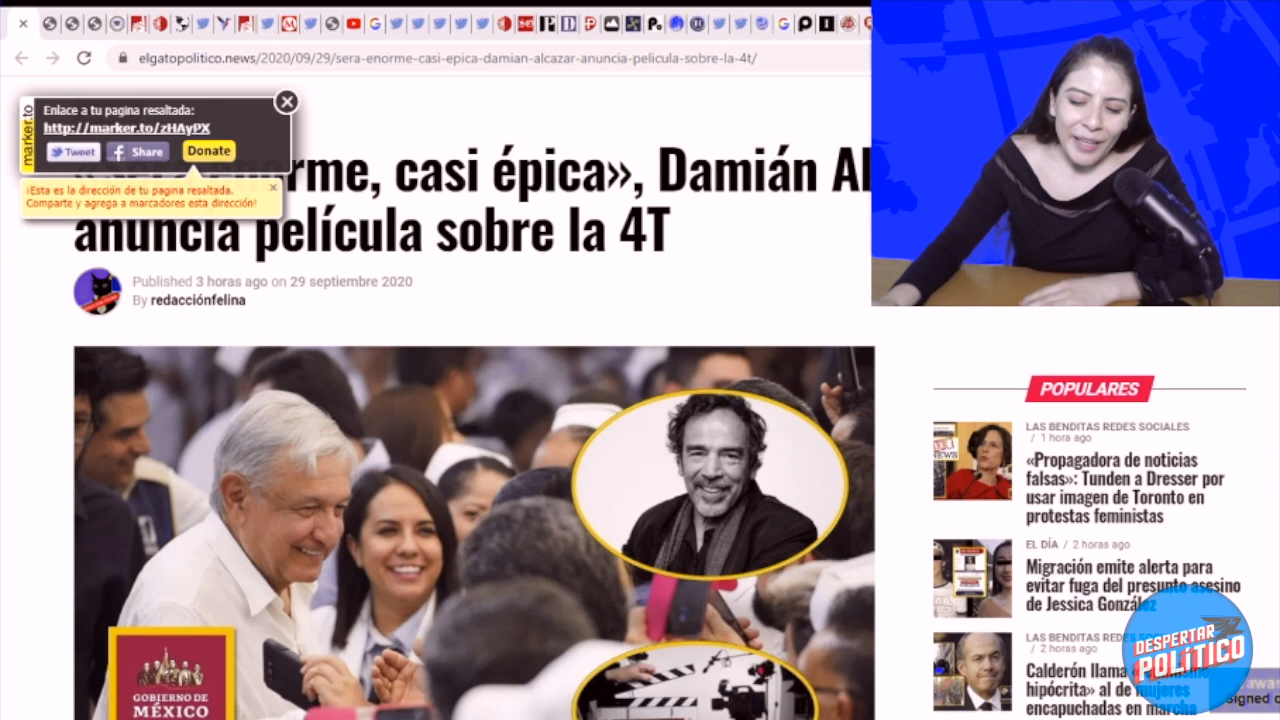 elgatopolitico.news/2020/09/29/sera-enorme-casi-epica-damian-alcazar-anuncia-pelicula-sobre-la-4t/
marker.to
Enlace a tu pagina resaltada:
http://marker.to/zHAyPX
Tweet
Share
Donate
¡Esta es la dirección de tu pagina resaltada.
Comparte y agrega a marcadores esta dirección!
casi épica», Damián Al
anuncia película sobre la 4T
Published 3 horas ago on 29 septiembre 2020
By redacciónfelina
GOBIERNO DE
MÉXICO
POPULARES
LAS BENDITAS REDES SOCIALES
/ 1 hora ago
«Propagadora de noticias
falsas»: Tunden a Dresser por
usar imagen de Toronto en
protestas feministas
EL DÍA / 2 horas ago
Migración emite alerta para
evitar fuga del presunto asesino
de Jessica González
LAS BENDITAS REDES
/ 2 horas ago
Calderón llama
hipócrita» al de mujeres
encapuchadas en marcha
DESPERTAR
POLÍTICO